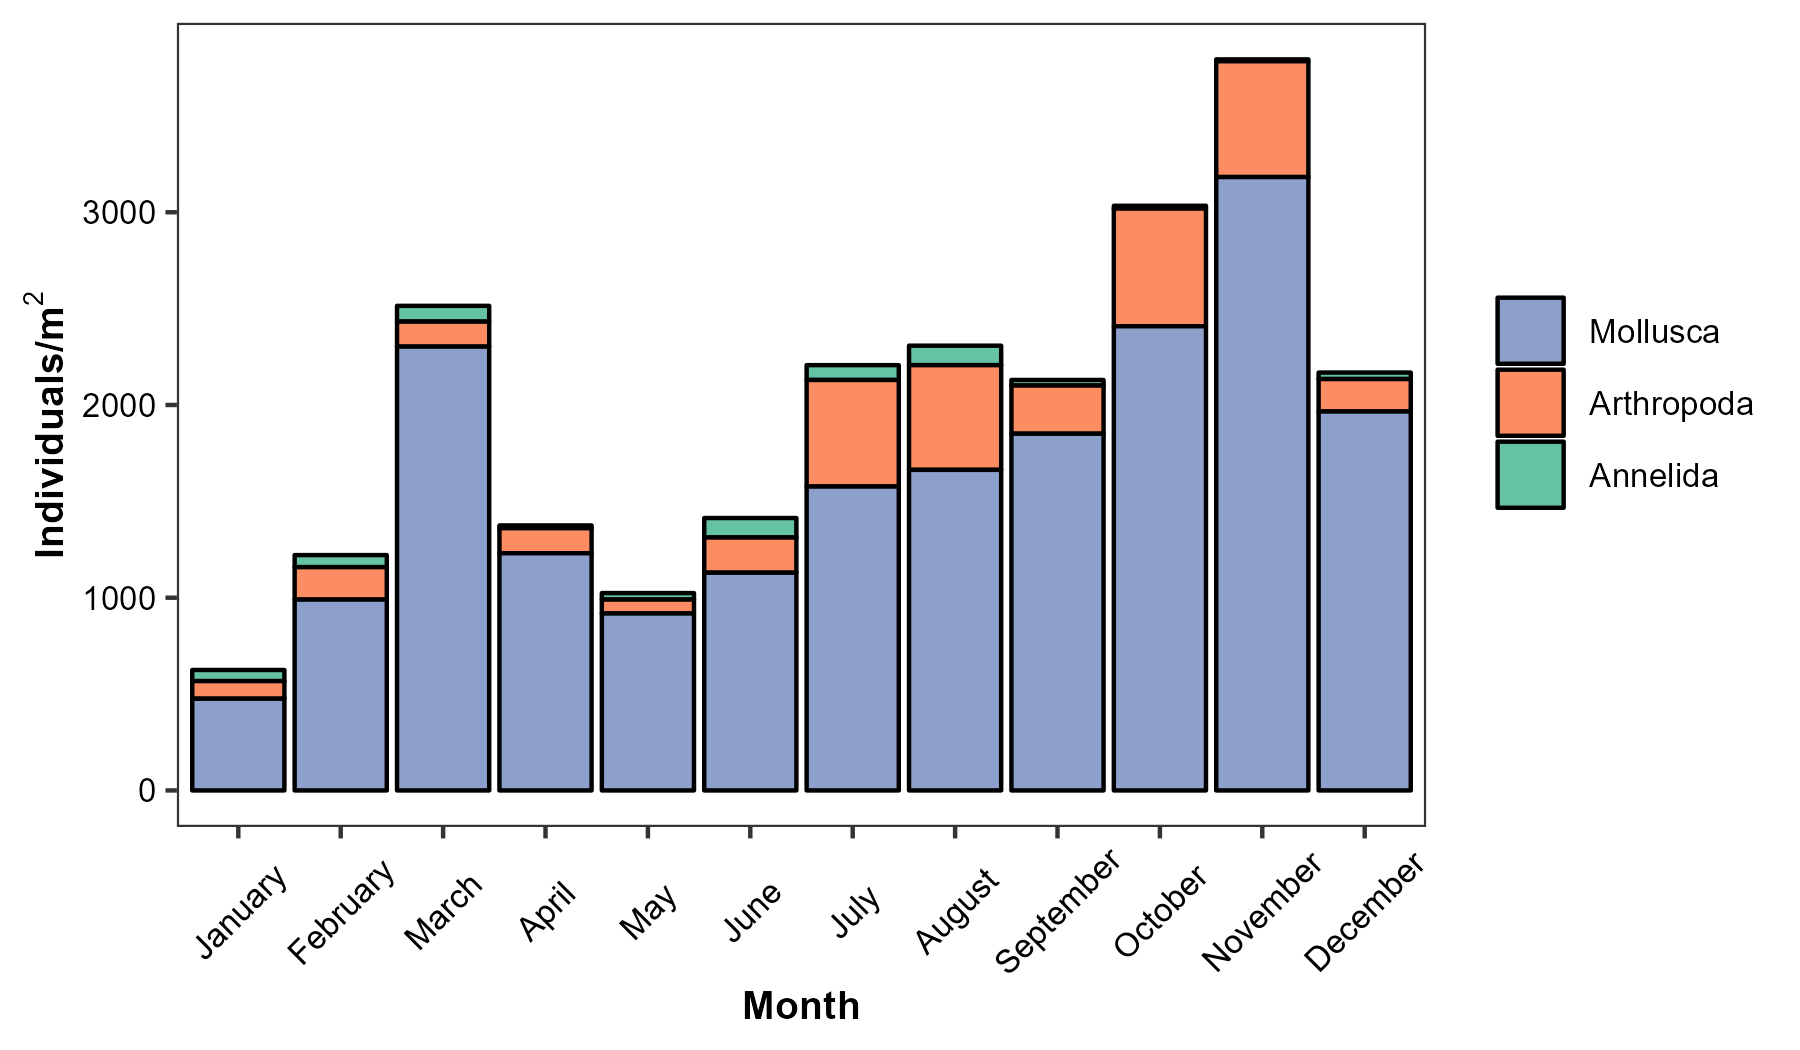 Individuals/m²
3000
2000
1000
0
January
February
March
April
May
June
July
August
September
October
November
December
Month
Mollusca
Arthropoda
Annelida